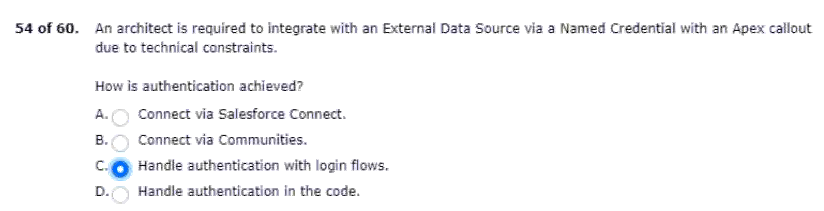 54 of 60. An architect is required to integrate with an External Data Source via a Named Credential with an Apex callout
due to technical constraints.
How is authentication achieved?
A. Connect via Salesforce Connect.
B. Connect via Communities.
C. Handle authentication with login flows.
D. Handle authentication in the code.